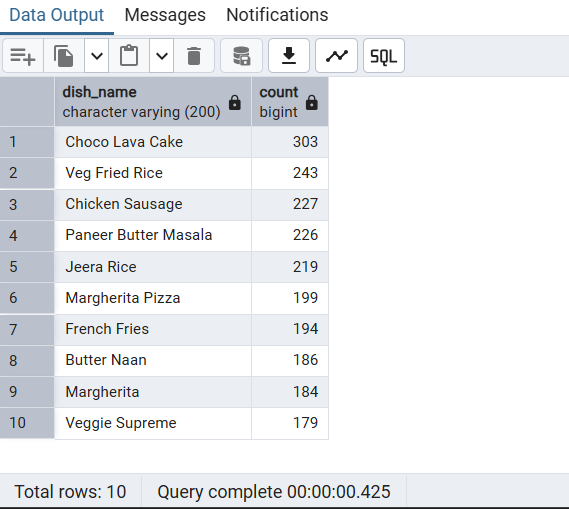 Data Output Messages Notifications
SQL
dish_name count
character varying (200) bigint
1 Choco Lava Cake 303
2 Veg Fried Rice 243
3 Chicken Sausage 227
4 Paneer Butter Masala 226
5 Jeera Rice 219
6 Margherita Pizza 199
7 French Fries 194
8 Butter Naan 186
9 Margherita 184
10 Veggie Supreme 179
Total rows: 10 Query complete 00:00:00.425